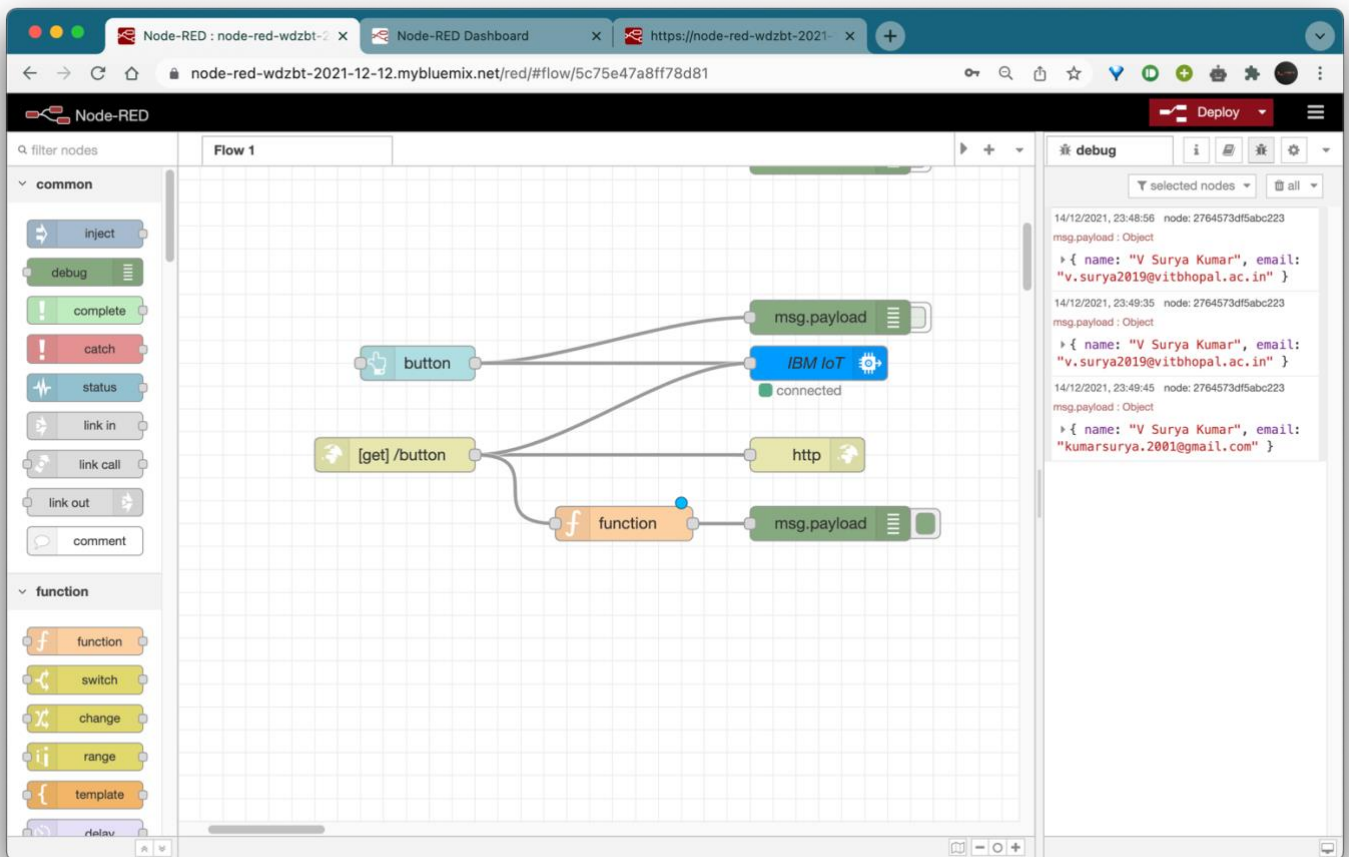 Node-RED : node-red-wdzbt-2
Node-RED Dashboard
https://node-red-wdzbt-2021-
node-red-wdzbt-2021-12-12.mybluemix.net/red/#flow/5c75e47a8ff78d81
Node-RED
Deploy
filter nodes
common
inject
debug
complete
catch
status
link in
link call
link out
comment
function
function
switch
change
range
template
delay
Flow 1
msg.payload
button
IBM IoT
connected
[get] /button
http
function
msg.payload
debug
i
selected nodes
all
14/12/2021, 23:48:56 node: 2764573df5abc223
msg.payload : Object
{ name: "V Surya Kumar", email:
"v.surya2019@vitbhopal.ac.in" }
14/12/2021, 23:49:35 node: 2764573df5abc223
msg.payload : Object
{ name: "V Surya Kumar", email:
"v.surya2019@vitbhopal.ac.in" }
14/12/2021, 23:49:45 node: 2764573df5abc223
msg.payload : Object
{ name: "V Surya Kumar", email:
"kumarsurya.2001@gmail.com" }